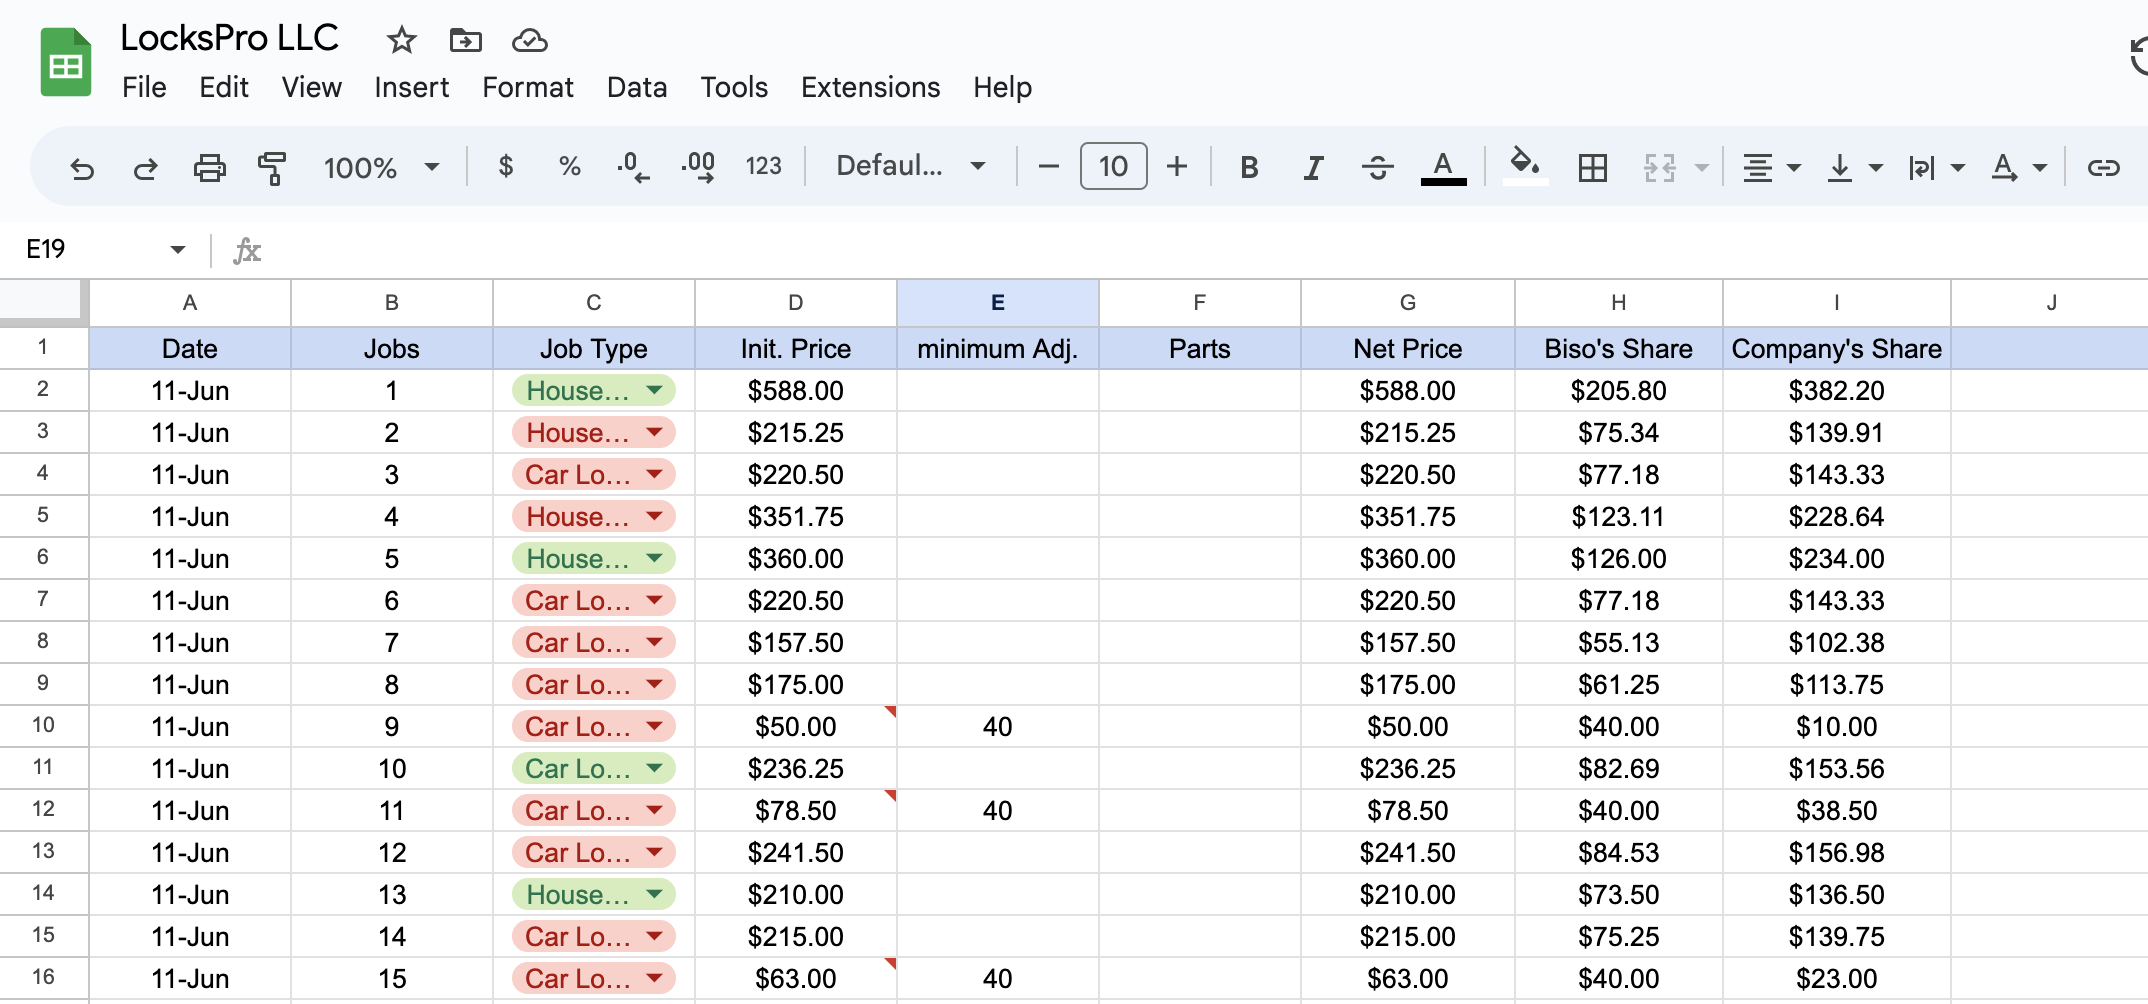 LocksPro LLC
File Edit View Insert Format Data Tools Extensions Help
100% $ % .0 .00 123 Defaul... 10 B I S A A
E19 fx
A B C D E F G H I J
1 Date Jobs Job Type Init. Price minimum Adj. Parts Net Price Biso's Share Company's Share
2 11-Jun 1 House... $588.00 $588.00 $205.80 $382.20
3 11-Jun 2 House... $215.25 $215.25 $75.34 $139.91
4 11-Jun 3 Car Lo... $220.50 $220.50 $77.18 $143.33
5 11-Jun 4 House... $351.75 $351.75 $123.11 $228.64
6 11-Jun 5 House... $360.00 $360.00 $126.00 $234.00
7 11-Jun 6 Car Lo... $220.50 $220.50 $77.18 $143.33
8 11-Jun 7 Car Lo... $157.50 $157.50 $55.13 $102.38
9 11-Jun 8 Car Lo... $175.00 $175.00 $61.25 $113.75
10 11-Jun 9 Car Lo... $50.00 40 $50.00 $40.00 $10.00
11 11-Jun 10 Car Lo... $236.25 $236.25 $82.69 $153.56
12 11-Jun 11 Car Lo... $78.50 40 $78.50 $40.00 $38.50
13 11-Jun 12 Car Lo... $241.50 $241.50 $84.53 $156.98
14 11-Jun 13 House... $210.00 $210.00 $73.50 $136.50
15 11-Jun 14 Car Lo... $215.00 $215.00 $75.25 $139.75
16 11-Jun 15 Car Lo... $63.00 40 $63.00 $40.00 $23.00